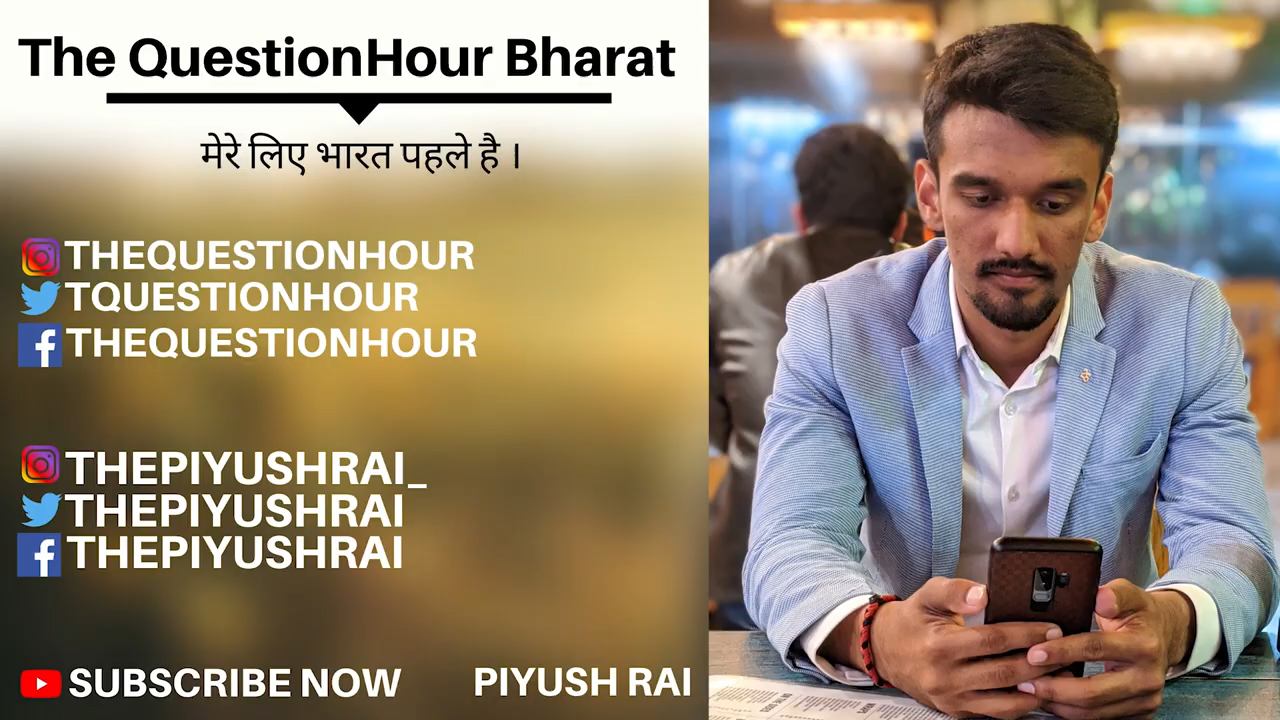 The QuestionHour Bharat
मेरे लिए भारत पहले है ।
THEQUESTIONHOUR
TQUESTIONHOUR
THEQUESTIONHOUR
THEPIYUSHRAI_
THEPIYUSHRAI
THEPIYUSHRAI
SUBSCRIBE NOW
PIYUSH RAI